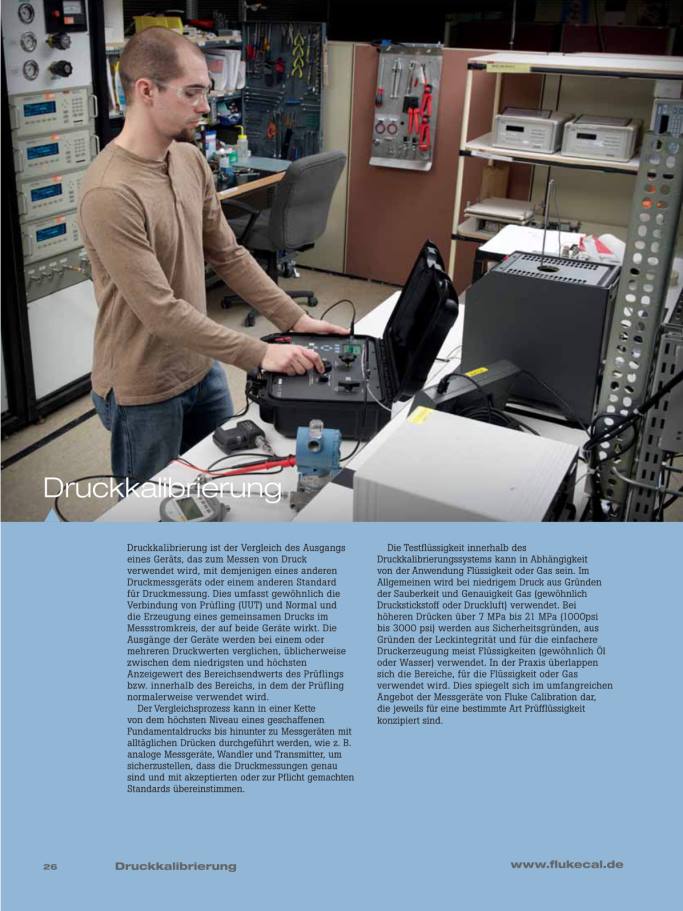 Druckkalibrierung
Druckkalibrierung ist der Vergleich des Ausgangs
eines Geräts, das zum Messen von Druck
verwendet wird, mit demjenigen eines anderen
Druckmessgeräts oder einem anderen Standard
für Druckmessung. Dies umfasst gewöhnlich die
Verbindung von Prüfling (UUT) und Normal und
die Erzeugung eines gemeinsamen Drucks im
Messstromkreis, der auf beide Geräte wirkt. Die
Ausgänge der Geräte werden bei einem oder
mehreren Druckwerten verglichen, üblicherweise
zwischen dem niedrigsten und höchsten
Anzeigewert des Bereichsendwerts des Prüflings
bzw. innerhalb des Bereichs, in dem der Prüfling
normalerweise verwendet wird.
Der Vergleichsprozess kann in einer Kette
von dem höchsten Niveau eines geschaffenen
Fundamentaldrucks bis hinunter zu Messgeräten mit
alltäglichen Drücken durchgeführt werden, wie z. B.
analoge Messgeräte, Wandler und Transmitter, um
sicherzustellen, dass die Druckmessungen genau
sind und mit akzeptierten oder zur Pflicht gemachten
Standards übereinstimmen.
Die Testflüssigkeit innerhalb des
Druckkalibrierungssystems kann in Abhängigkeit
von der Anwendung Flüssigkeit oder Gas sein. Im
Allgemeinen wird bei niedrigem Druck aus Gründen
der Sauberkeit und Genauigkeit Gas (gewöhnlich
Druckstickstoff oder Druckluft) verwendet. Bei
höheren Drücken über 7 MPa bis 21 MPa (1000psi
bis 3000 psi) werden aus Sicherheitsgründen, aus
Gründen der Leckintegrität und für die einfachere
Druckerzeugung meist Flüssigkeiten (gewöhnlich Öl
oder Wasser) verwendet. In der Praxis überlappen
sich die Bereiche, für die Flüssigkeit oder Gas
verwendet wird. Dies spiegelt sich im umfangreichen
Angebot der Messgeräte von Fluke Calibration dar,
die jeweils für eine bestimmte Art Prüfflüssigkeit
konzipiert sind.
26 Druckkalibrierung www.flukecal.de